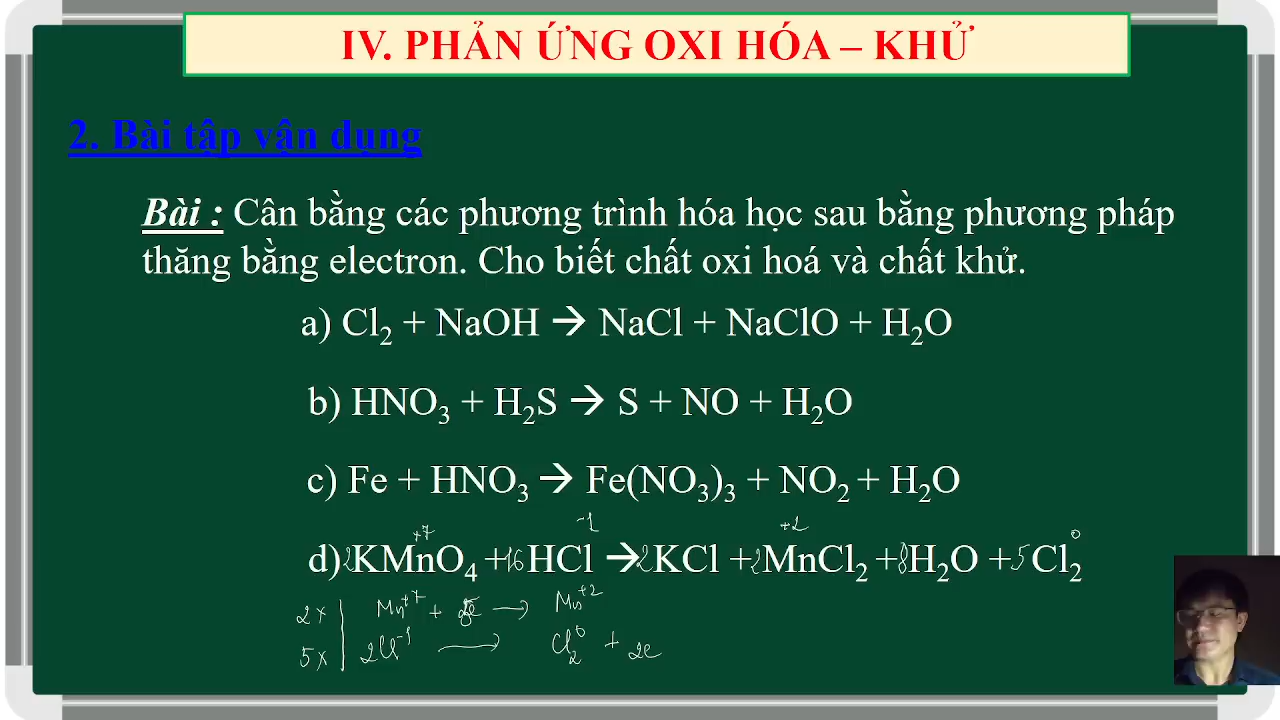 IV. PHẢN ỨNG OXI HÓA – KHỬ
2. Bài tập vận dụng
Bài : Cân bằng các phương trình hóa học sau bằng phương pháp
thăng bằng electron. Cho biết chất oxi hoá và chất khử.
a) Cl₂ + NaOH → NaCl + NaClO + H₂O
b) HNO₃ + H₂S → S + NO + H₂O
c) Fe + HNO₃ → Fe(NO₃)₃ + NO₂ + H₂O
+7 -1 +2 0
d) 2KMnO₄ + 16HCl → 2KCl + 2MnCl₂ + 8H₂O + 5Cl₂
2x | Mn⁺⁷ + 5e → Mn⁺²
5x | 2Cl⁻¹ → Cl₂⁰ + 2e